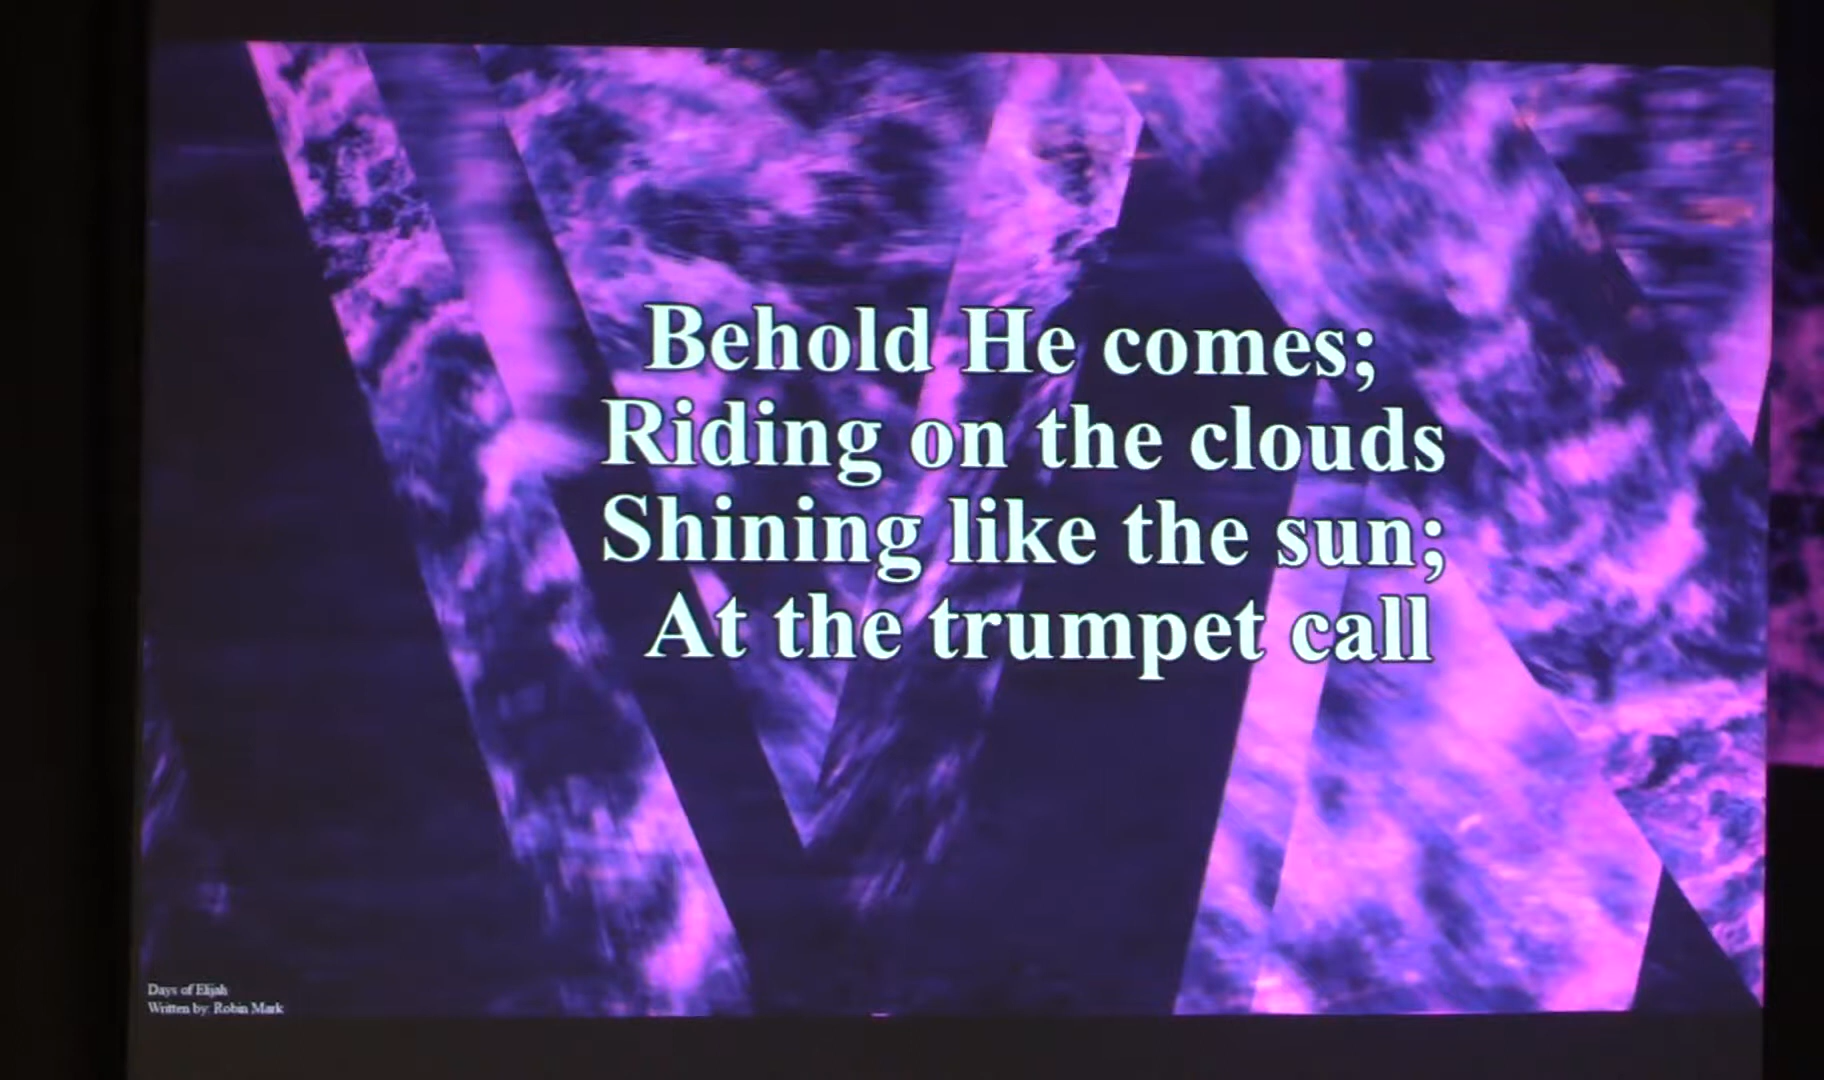 Behold He comes;
Riding on the clouds
Shining like the sun;
At the trumpet call
Days of Elijah
Written by: Robin Mark